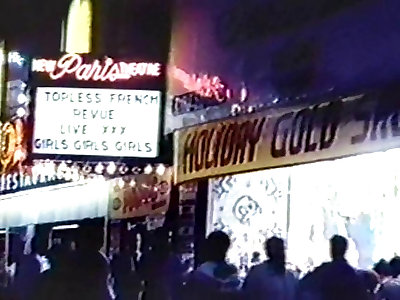 NEW Paris THEATRE
TOPLESS FRENCH
REVUE
LIVE XXX
GIRLS GIRLS GIRLS
HOLIDAY GOLD